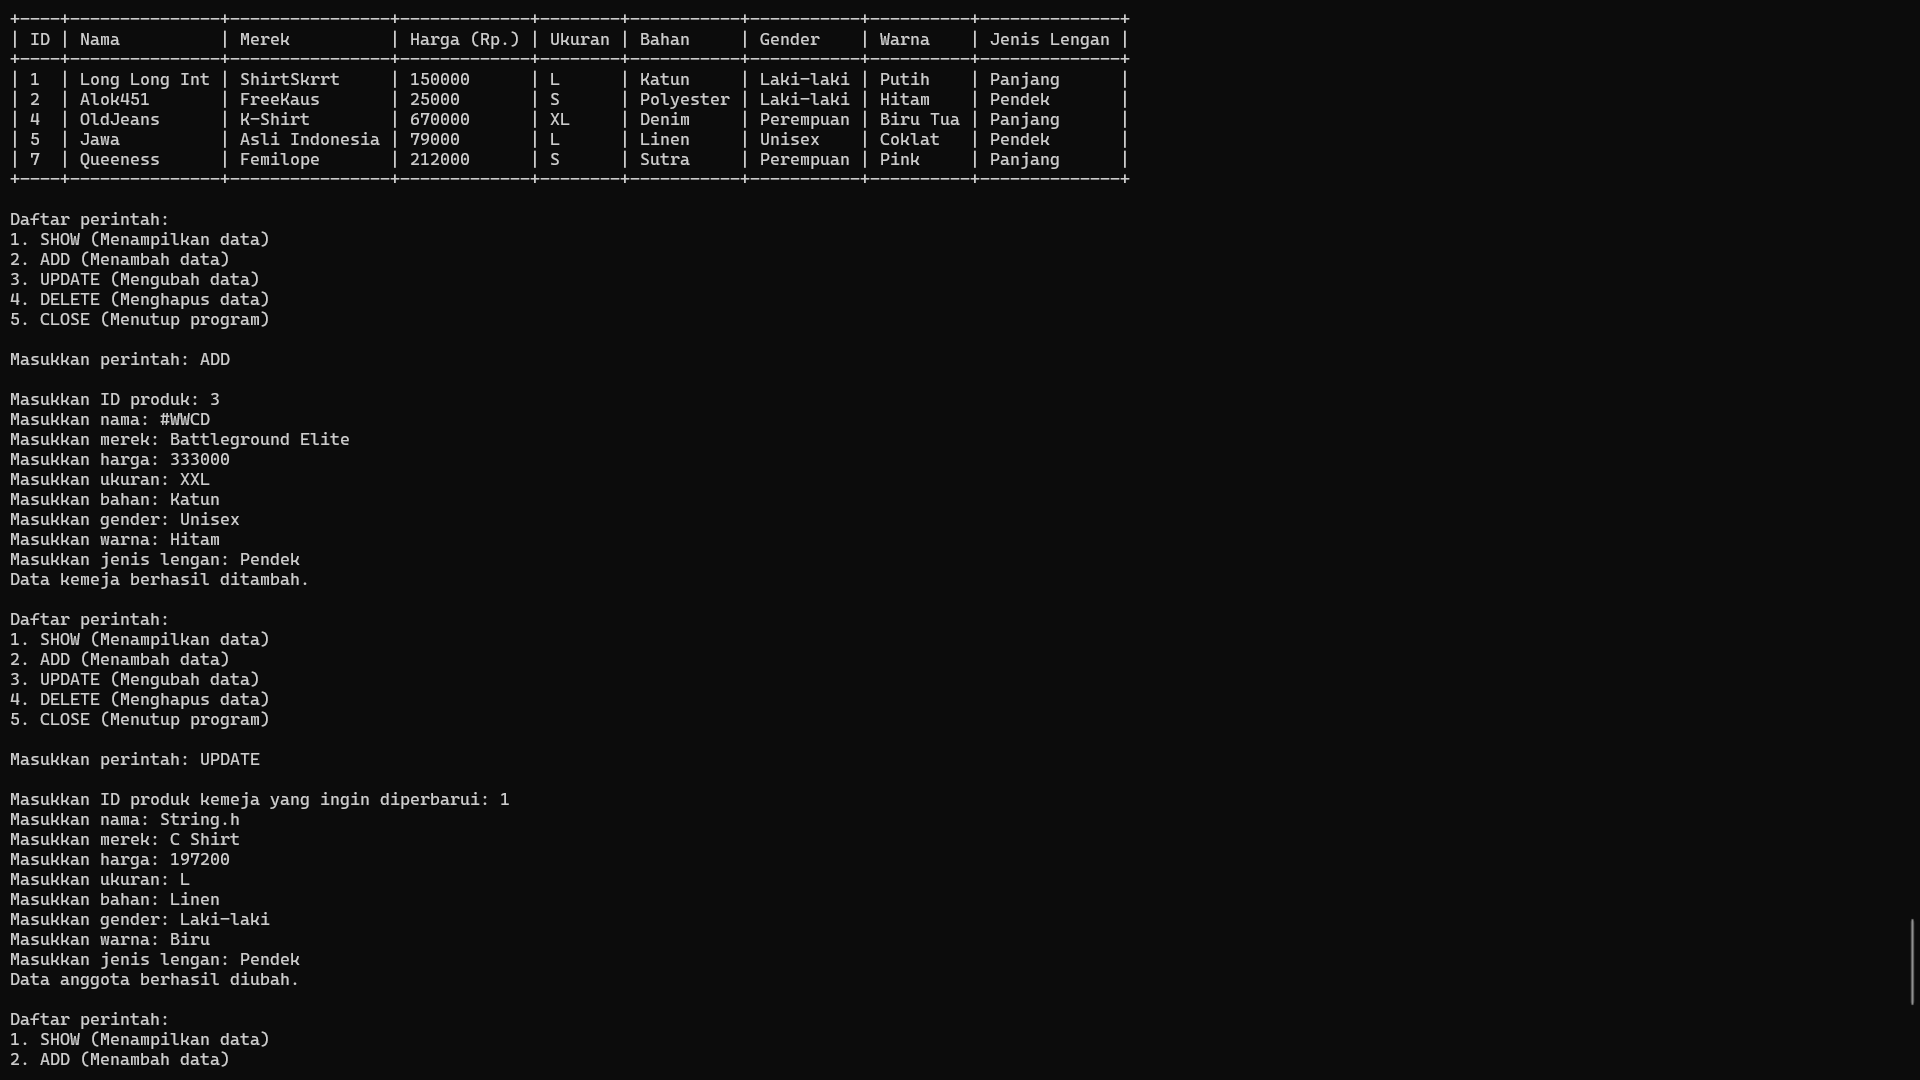 +----+---------------+----------------+-------------+--------+-----------+-----------+----------+--------------+
| ID | Nama          | Merek          | Harga (Rp.) | Ukuran | Bahan     | Gender    | Warna    | Jenis Lengan |
+----+---------------+----------------+-------------+--------+-----------+-----------+----------+--------------+
| 1  | Long Long Int | ShirtSkrrt     | 150000      | L      | Katun     | Laki-laki | Putih    | Panjang      |
| 2  | Alok451       | FreeKaus       | 25000       | S      | Polyester | Laki-laki | Hitam    | Pendek       |
| 4  | OldJeans      | K-Shirt        | 670000      | XL     | Denim     | Perempuan | Biru Tua | Panjang      |
| 5  | Jawa          | Asli Indonesia | 79000       | L      | Linen     | Unisex    | Coklat   | Pendek       |
| 7  | Queeness      | Femilope       | 212000      | S      | Sutra     | Perempuan | Pink     | Panjang      |
+----+---------------+----------------+-------------+--------+-----------+-----------+----------+--------------+
Daftar perintah:
1. SHOW (Menampilkan data)
2. ADD (Menambah data)
3. UPDATE (Mengubah data)
4. DELETE (Menghapus data)
5. CLOSE (Menutup program)
Masukkan perintah: ADD
Masukkan ID produk: 3
Masukkan nama: #WWCD
Masukkan merek: Battleground Elite
Masukkan harga: 333000
Masukkan ukuran: XXL
Masukkan bahan: Katun
Masukkan gender: Unisex
Masukkan warna: Hitam
Masukkan jenis lengan: Pendek
Data kemeja berhasil ditambah.
Daftar perintah:
1. SHOW (Menampilkan data)
2. ADD (Menambah data)
3. UPDATE (Mengubah data)
4. DELETE (Menghapus data)
5. CLOSE (Menutup program)
Masukkan perintah: UPDATE
Masukkan ID produk kemeja yang ingin diperbarui: 1
Masukkan nama: String.h
Masukkan merek: C Shirt
Masukkan harga: 197200
Masukkan ukuran: L
Masukkan bahan: Linen
Masukkan gender: Laki-laki
Masukkan warna: Biru
Masukkan jenis lengan: Pendek
Data anggota berhasil diubah.
Daftar perintah:
1. SHOW (Menampilkan data)
2. ADD (Menambah data)